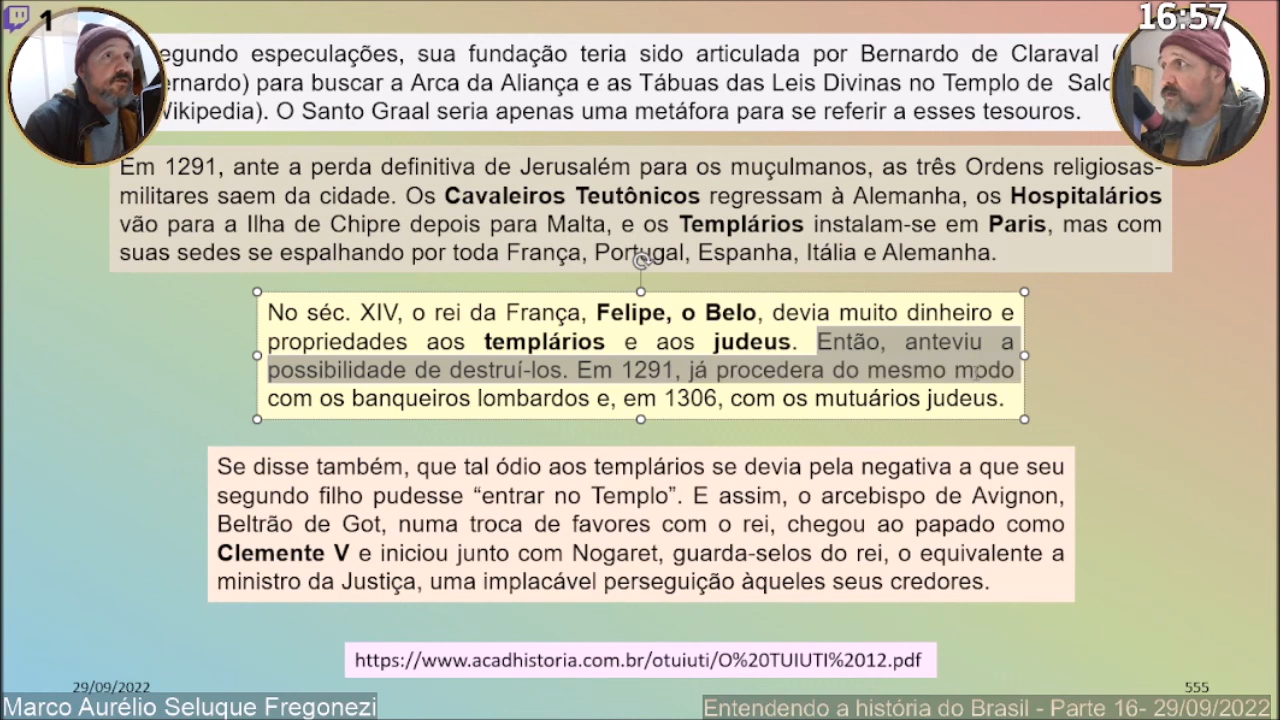 1
16:57
egundo especulações, sua fundação teria sido articulada por Bernardo de Claraval (
ernardo) para buscar a Arca da Aliança e as Tábuas das Leis Divinas no Templo de Salo
Wikipedia). O Santo Graal seria apenas uma metáfora para se referir a esses tesouros.
Em 1291, ante a perda definitiva de Jerusalém para os muçulmanos, as três Ordens religiosas-
militares saem da cidade. Os Cavaleiros Teutônicos regressam à Alemanha, os Hospitalários
vão para a Ilha de Chipre depois para Malta, e os Templários instalam-se em Paris, mas com
suas sedes se espalhando por toda França, Portugal, Espanha, Itália e Alemanha.
No séc. XIV, o rei da França, Felipe, o Belo, devia muito dinheiro e
propriedades aos templários e aos judeus. Então, anteviu a
possibilidade de destruí-los. Em 1291, já procedera do mesmo modo
com os banqueiros lombardos e, em 1306, com os mutuários judeus.
Se disse também, que tal ódio aos templários se devia pela negativa a que seu
segundo filho pudesse “entrar no Templo”. E assim, o arcebispo de Avignon,
Beltrão de Got, numa troca de favores com o rei, chegou ao papado como
Clemente V e iniciou junto com Nogaret, guarda-selos do rei, o equivalente a
ministro da Justiça, uma implacável perseguição àqueles seus credores.
https://www.acadhistoria.com.br/otuiuti/O%20TUIUTI%2012.pdf
29/09/2022
555
Marco Aurélio Seluque Fregonezi
Entendendo a história do Brasil - Parte 16- 29/09/2022